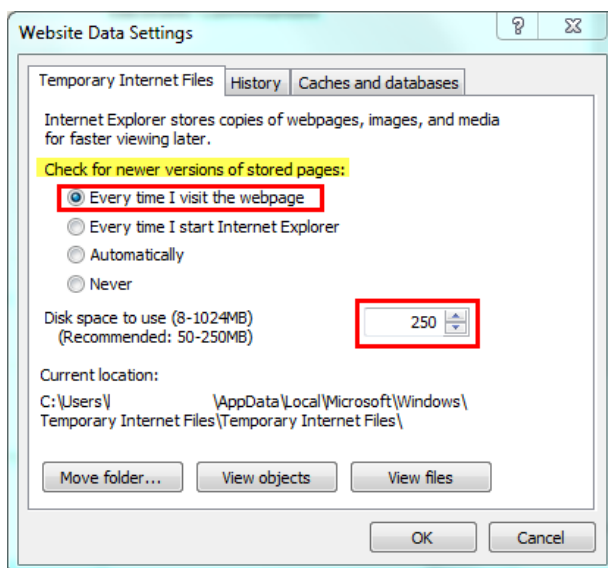 Website Data Settings
Temporary Internet Files
History
Caches and databases
Internet Explorer stores copies of webpages, images, and media
for faster viewing later.
Check for newer versions of stored pages:
Every time I visit the webpage
Every time I start Internet Explorer
Automatically
Never
Disk space to use (8-1024MB)
(Recommended: 50-250MB)
250
Current location:
C:\Users\ \AppData\Local\Microsoft\Windows\
Temporary Internet Files\Temporary Internet Files\
Move folder...
View objects
View files
OK
Cancel